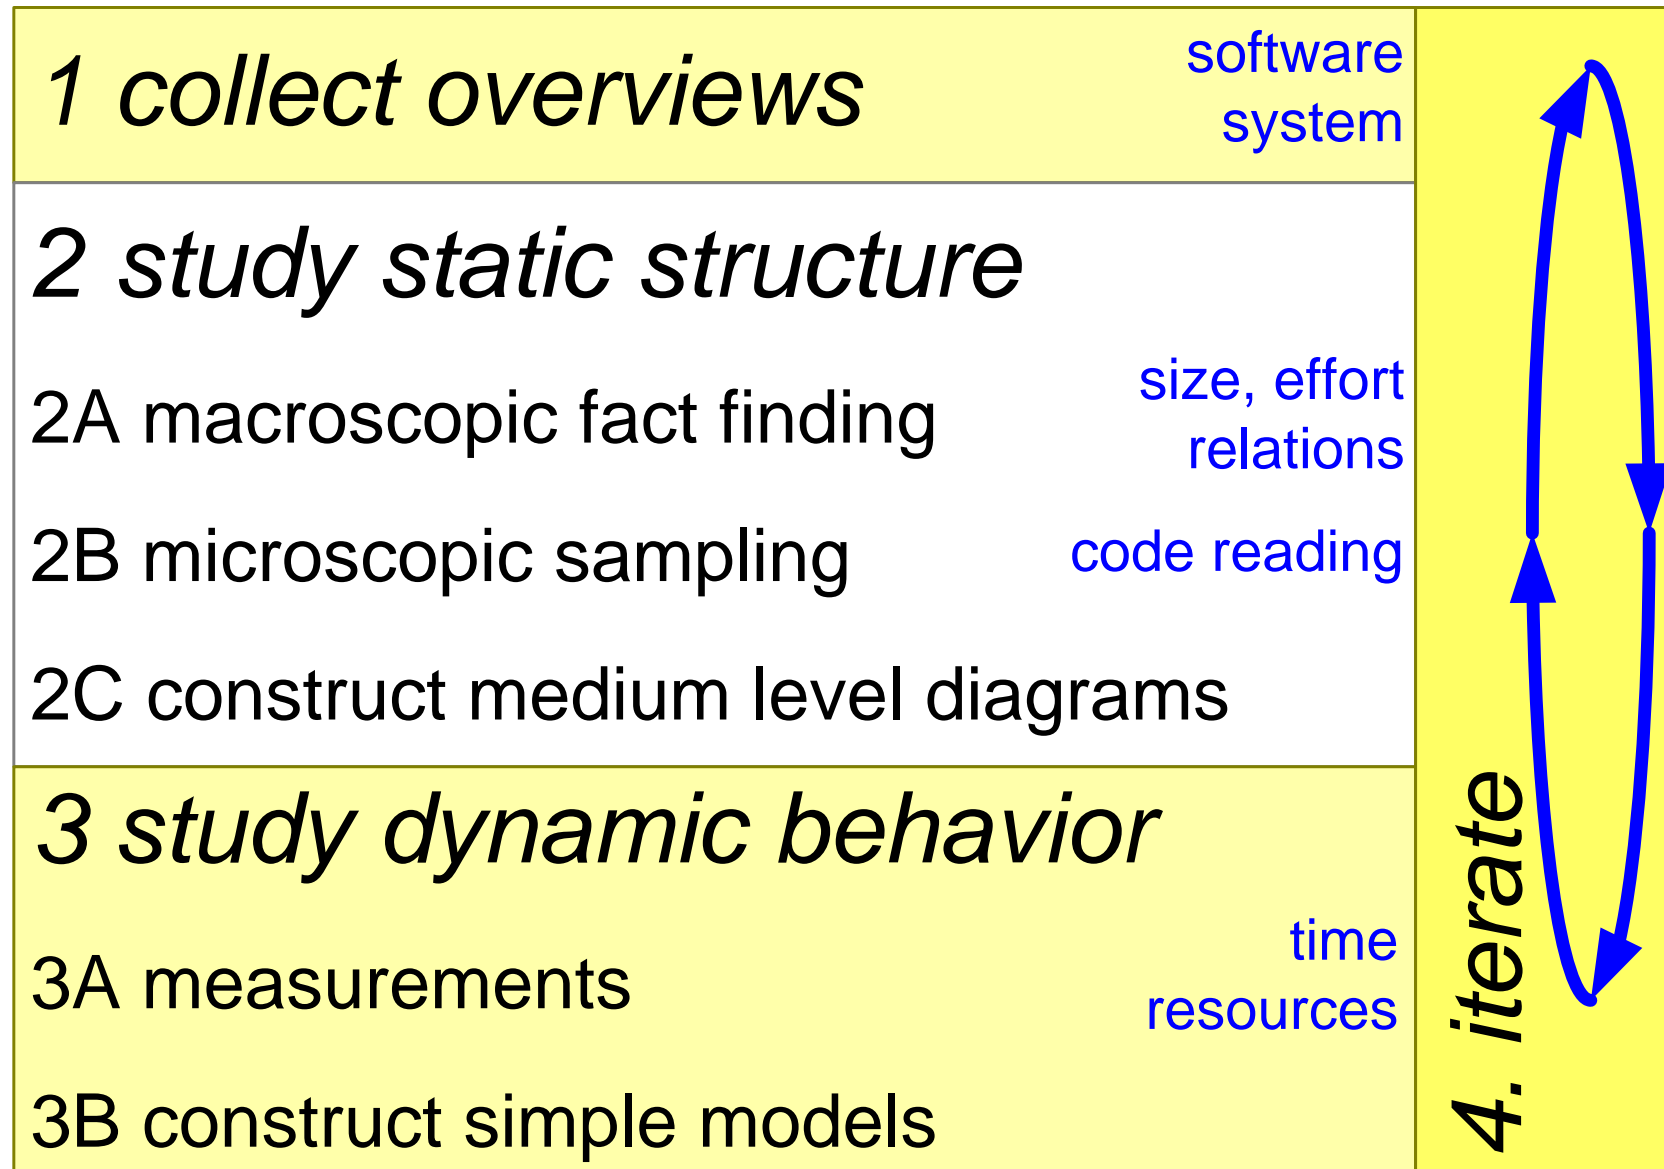 1 collect overviews
software
system
2 study static structure
2A macroscopic fact finding
size, effort
relations
2B microscopic sampling
code reading
2C construct medium level diagrams
3 study dynamic behavior
3A measurements
time
resources
3B construct simple models
4. iterate